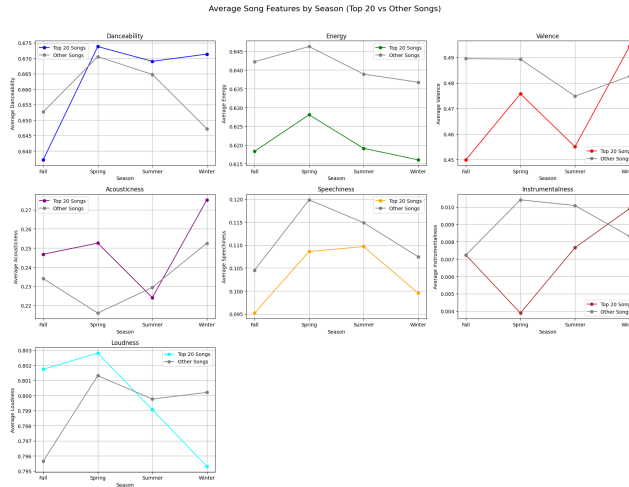 Average Song Features by Season (Top 20 vs Other Songs)
Danceability
Energy
Valence
Average Danceability
0.675
0.670
0.665
0.660
0.655
0.650
0.645
0.640
Top 20 Songs
Other Songs
Fall
Spring
Summer
Winter
Season
Average Energy
0.645
0.640
0.635
0.630
0.625
0.620
0.615
Top 20 Songs
Other Songs
Fall
Spring
Summer
Winter
Season
Average Valence
0.49
0.48
0.47
0.46
0.45
Top 20 Song
Other Songs
Fall
Spring
Summer
Season
Acousticness
Speechiness
Instrumentalness
Average Acousticness
0.27
0.26
0.25
0.24
0.23
0.22
Top 20 Songs
Other Songs
Fall
Spring
Summer
Winter
Season
Average Speechiness
0.120
0.115
0.110
0.105
0.100
0.095
Top 20 Songs
Other Songs
Fall
Spring
Summer
Winter
Season
Average Instrumentalness
0.010
0.009
0.008
0.007
0.006
0.005
0.004
Top 20 Song
Other Songs
Fall
Spring
Summer
Season
Loudness
Average Loudness
0.803
0.802
0.801
0.800
0.799
0.798
0.797
0.796
0.795
Top 20 Songs
Other Songs
Fall
Spring
Summer
Winter
Season